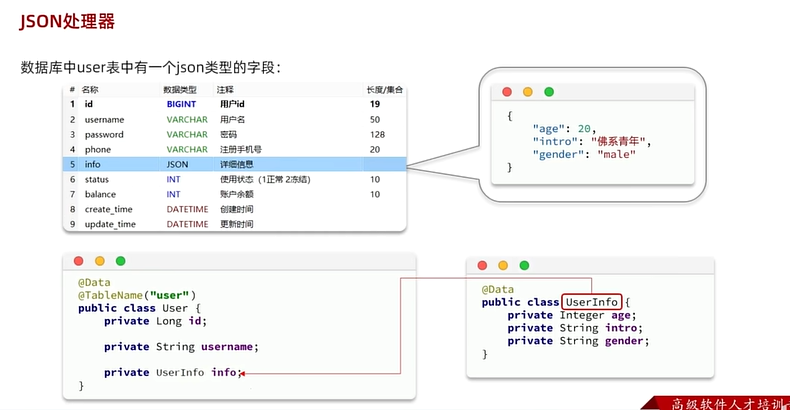 JSON处理器
数据库中user表中有一个json类型的字段：
# 名称 数据类型 注释 长度/集合
1 id BIGINT 用户id 19
2 username VARCHAR 用户名 50
3 password VARCHAR 密码 128
4 phone VARCHAR 注册手机号 20
5 info JSON 详细信息
6 status INT 使用状态（1正常 2冻结） 10
7 balance INT 账户余额 10
8 create_time DATETIME 创建时间
9 update_time DATETIME 更新时间
{
"age": 20,
"intro": "佛系青年",
"gender": "male"
}
@Data
@TableName("user")
public class User {
private Long id;
private String username;
private UserInfo info;
}
@Data
public class UserInfo {
private Integer age;
private String intro;
private String gender;
}
高级软件人才培训